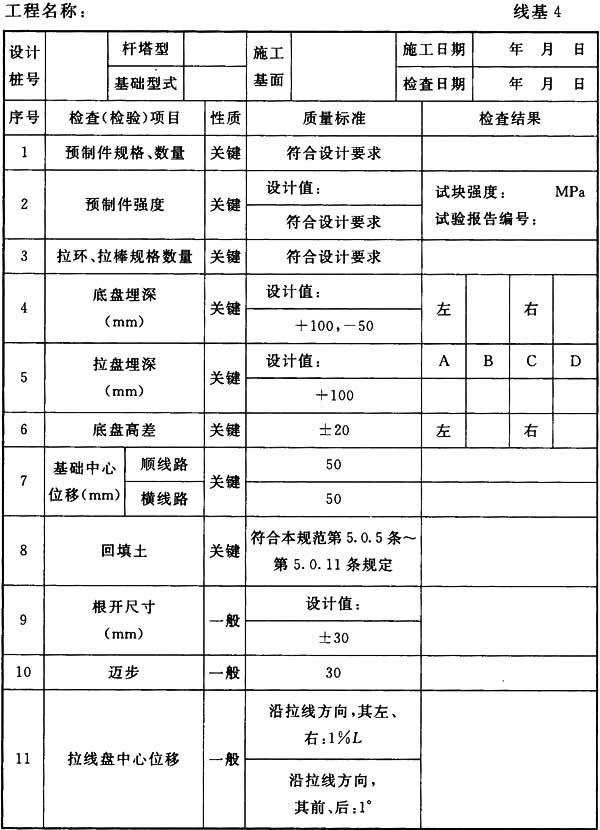 工程名称： 线基 4
设计桩号 杆塔型 施工基面 施工日期 年 月 日
基础型式 检查日期 年 月 日
序号 检查(检验)项目 性质 质量标准 检查结果
1 预制件规格、数量 关键 符合设计要求
2 预制件强度 关键 设计值： 试块强度： MPa
符合设计要求 试验报告编号：
3 拉环、拉棒规格数量 关键 符合设计要求
4 底盘埋深 关键 设计值： 左 右
(mm) +100,-50
5 拉盘埋深 关键 设计值： A B C D
(mm) +100
6 底盘高差 关键 ±20 左 右
7 基础中心 顺线路 关键 50
位移(mm) 横线路 50
8 回填土 关键 符合本规范第 5.0.5 条～
第 5.0.11 条规定
9 根开尺寸 一般 设计值：
(mm) ±30
10 迈步 一般 30
11 拉线盘中心位移 一般 沿拉线方向,其左、
右:1%L
沿拉线方向,
其前、后:1°